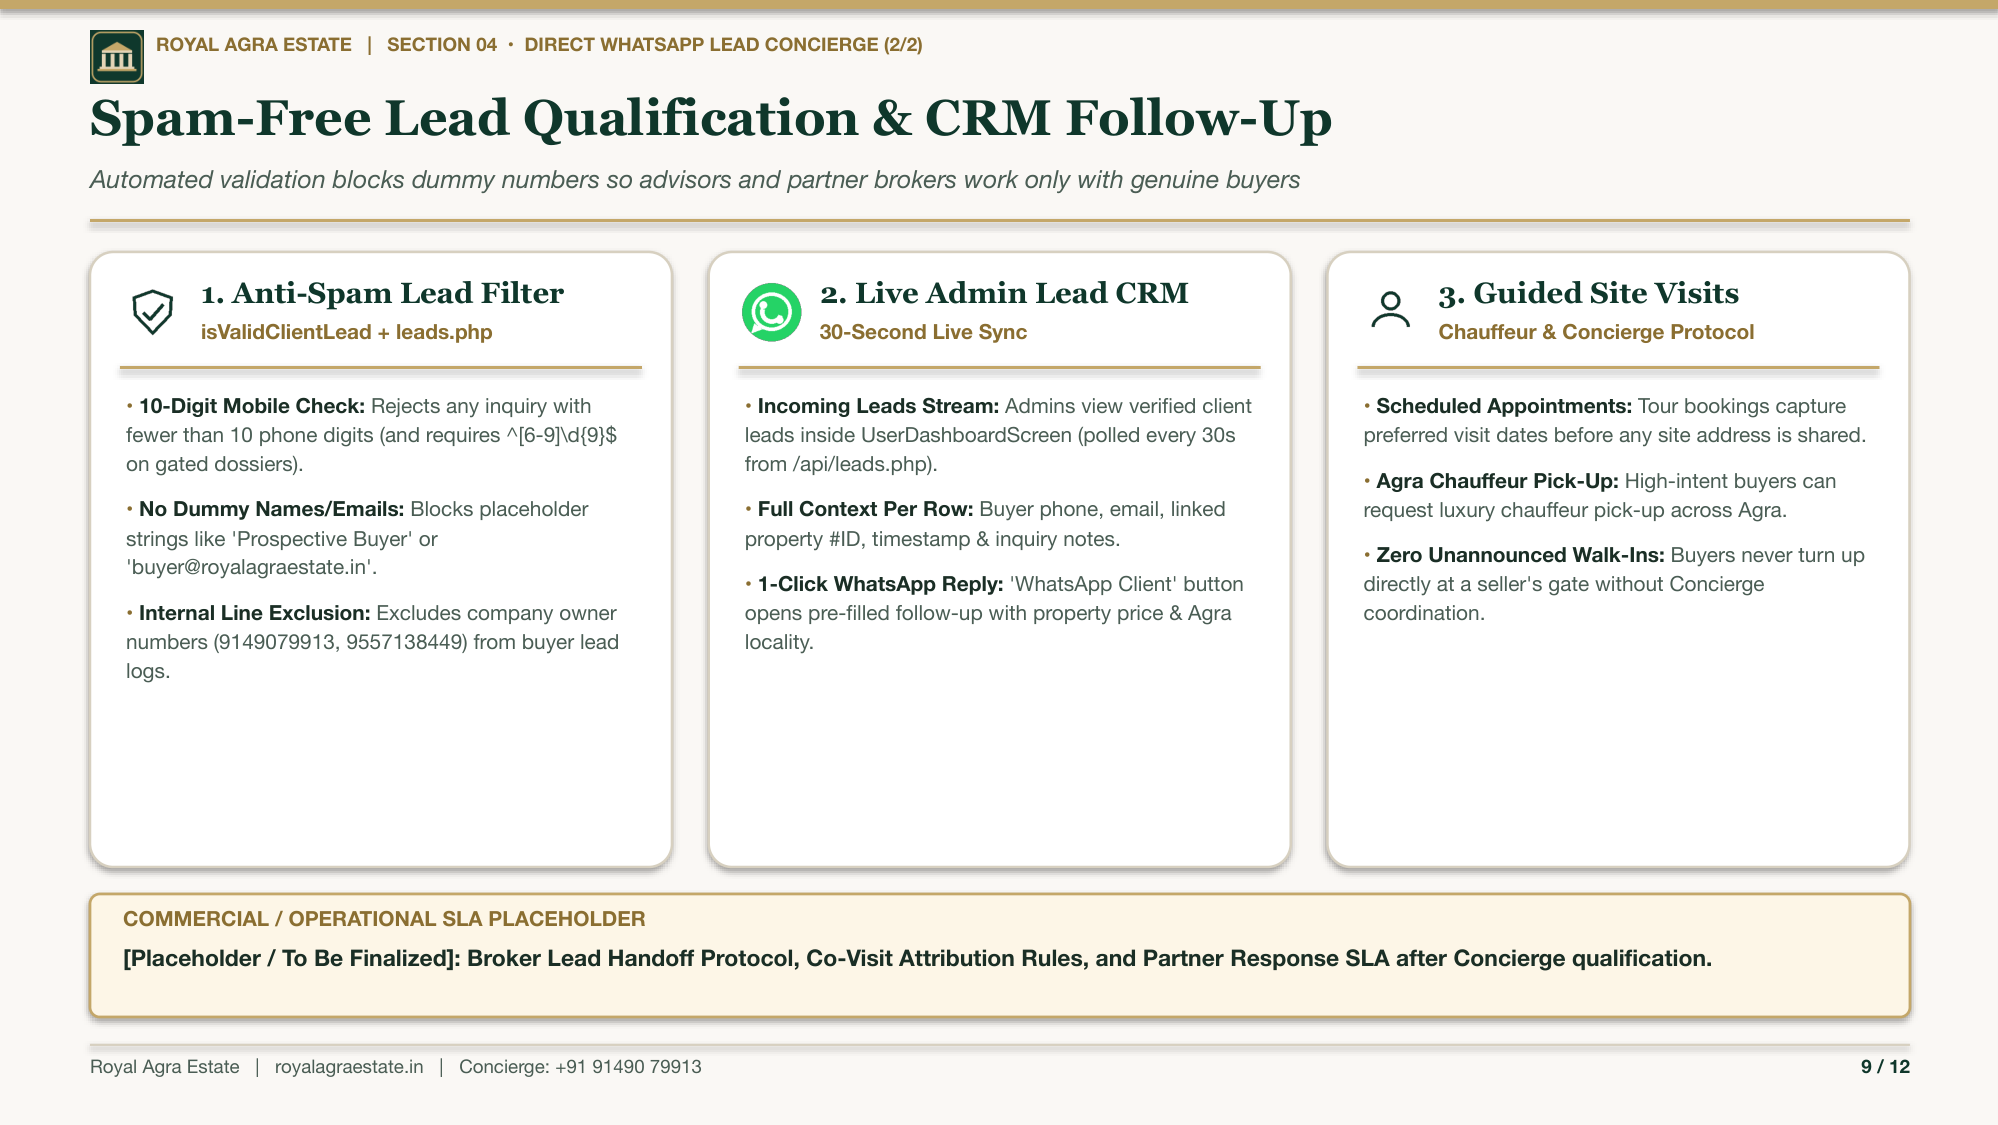 ROYAL AGRA ESTATE | SECTION 04 • DIRECT WHATSAPP LEAD CONCIERGE (2/2)
Spam-Free Lead Qualification & CRM Follow-Up
Automated validation blocks dummy numbers so advisors and partner brokers work only with genuine buyers
1. Anti-Spam Lead Filter
isValidClientLead + leads.php
• 10-Digit Mobile Check: Rejects any inquiry with
fewer than 10 phone digits (and requires ^[6-9]\d{9}$
on gated dossiers).
• No Dummy Names/Emails: Blocks placeholder
strings like 'Prospective Buyer' or
'buyer@royalagraestate.in'.
• Internal Line Exclusion: Excludes company owner
numbers (9149079913, 9557138449) from buyer lead
logs.
2. Live Admin Lead CRM
30-Second Live Sync
• Incoming Leads Stream: Admins view verified client
leads inside UserDashboardScreen (polled every 30s
from /api/leads.php).
• Full Context Per Row: Buyer phone, email, linked
property #ID, timestamp & inquiry notes.
• 1-Click WhatsApp Reply: 'WhatsApp Client' button
opens pre-filled follow-up with property price & Agra
locality.
3. Guided Site Visits
Chauffeur & Concierge Protocol
• Scheduled Appointments: Tour bookings capture
preferred visit dates before any site address is shared.
• Agra Chauffeur Pick-Up: High-intent buyers can
request luxury chauffeur pick-up across Agra.
• Zero Unannounced Walk-Ins: Buyers never turn up
directly at a seller's gate without Concierge
coordination.
COMMERCIAL / OPERATIONAL SLA PLACEHOLDER
[Placeholder / To Be Finalized]: Broker Lead Handoff Protocol, Co-Visit Attribution Rules, and Partner Response SLA after Concierge qualification.
Royal Agra Estate | royalagraestate.in | Concierge: +91 91490 79913
9 / 12